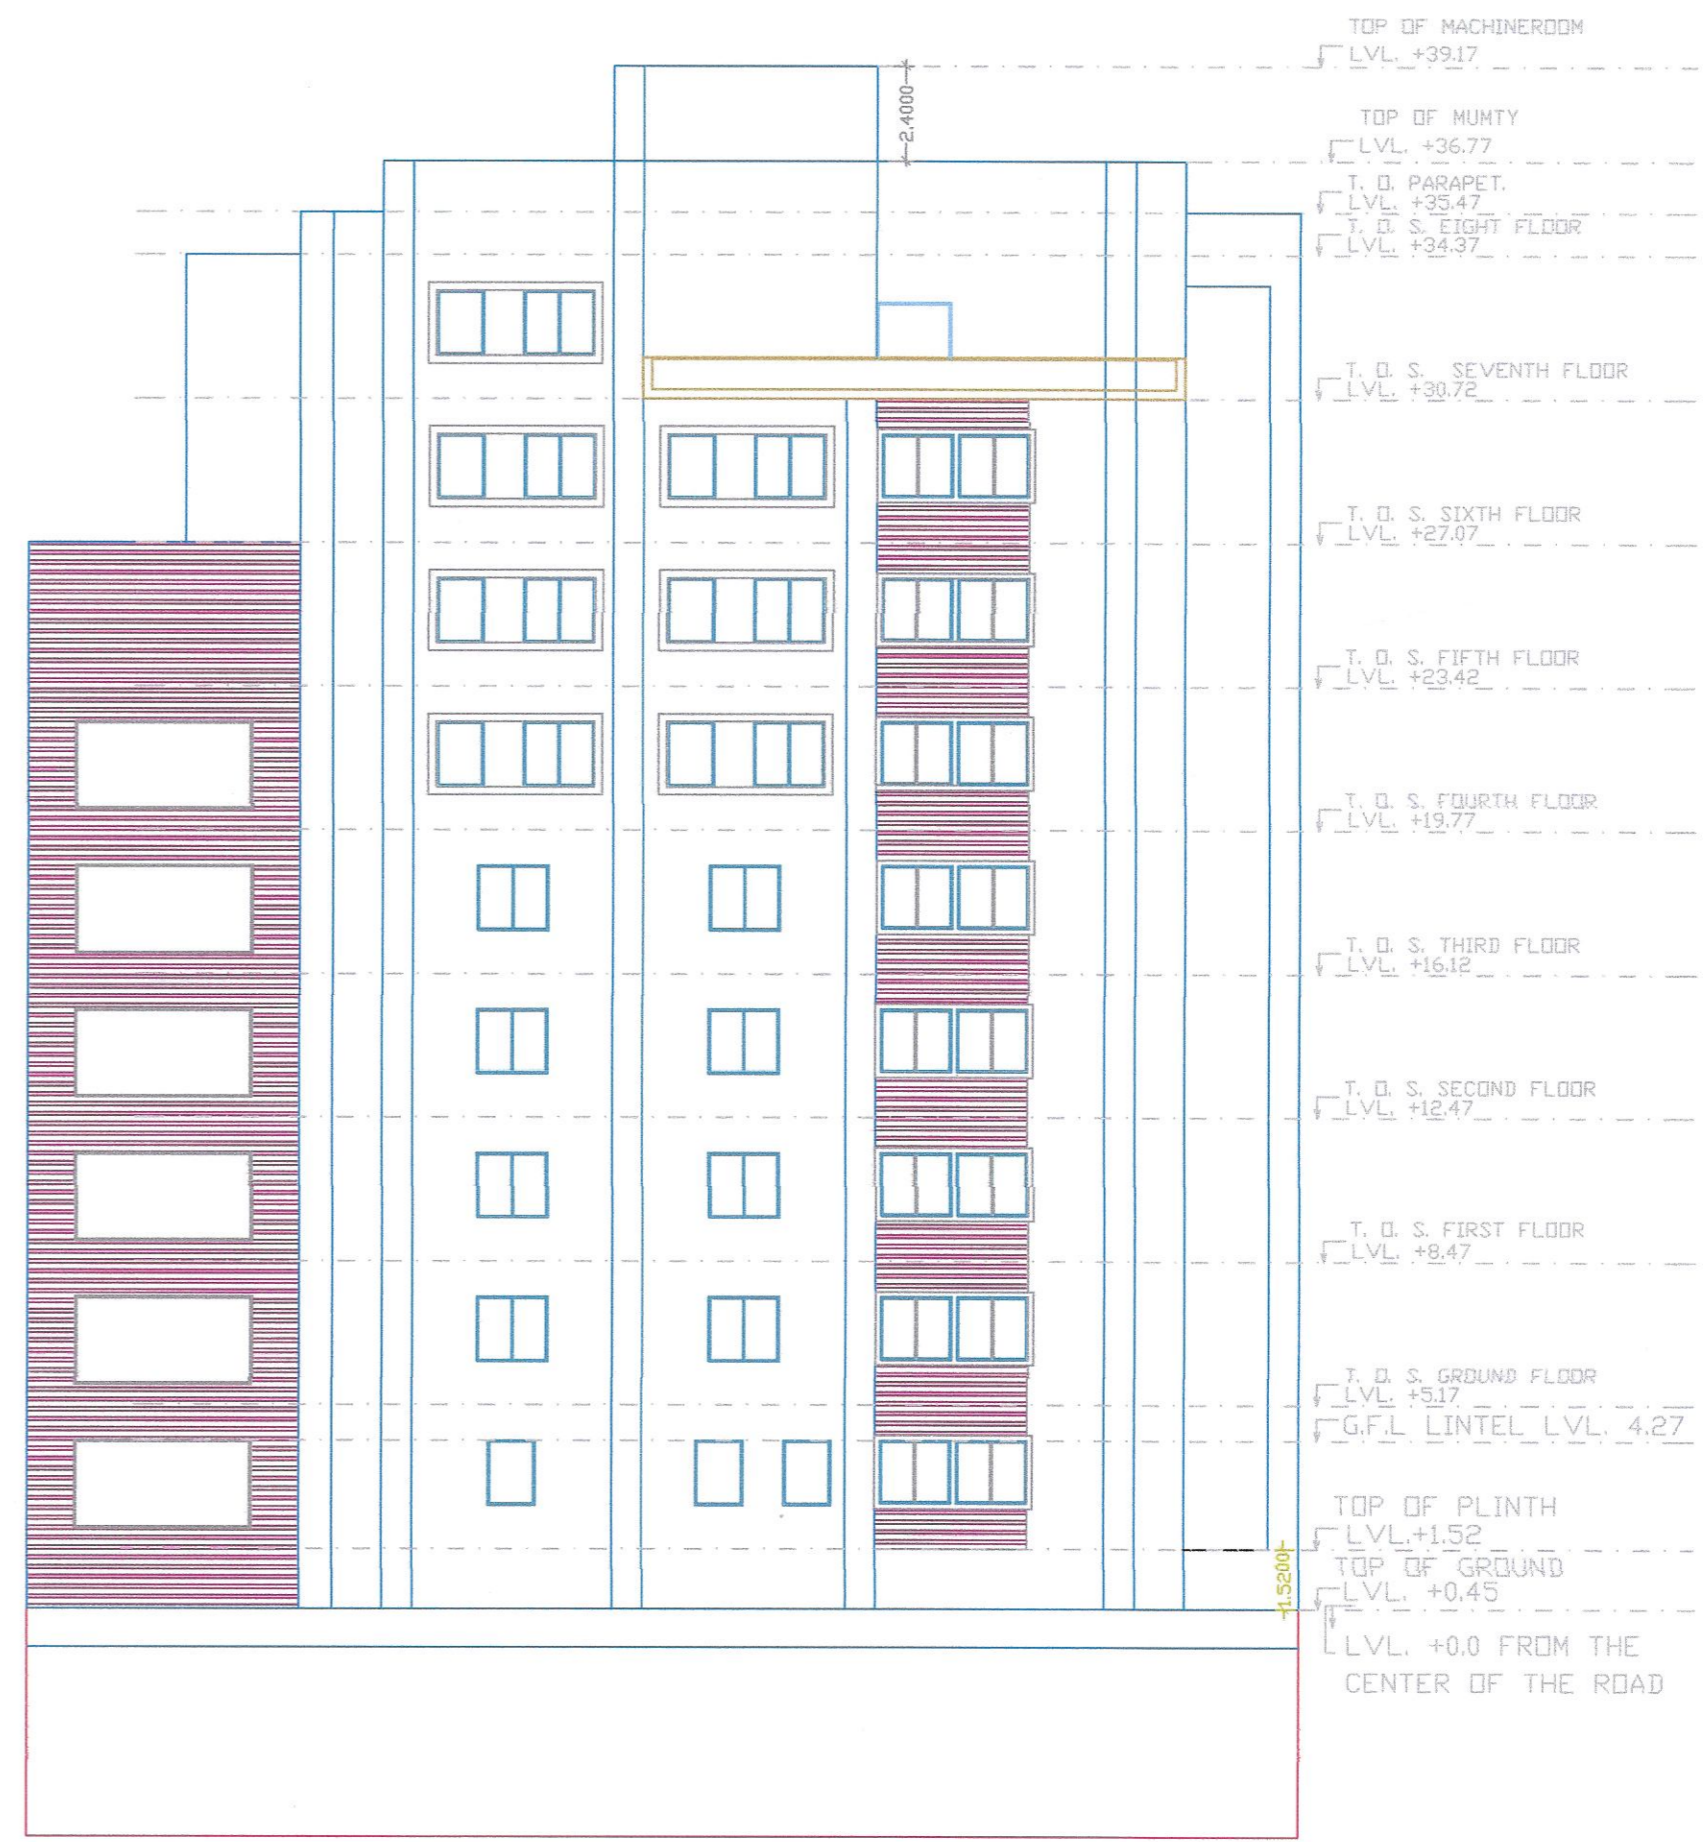 TOP OF MACHINEROOM
LVL. +39.17
2.4000
TOP OF MUMTY
LVL. +36.77
T. O. PARAPET.
LVL. +35.47
T. O. S. EIGHT FLOOR
LVL. +34.37
T. O. S. SEVENTH FLOOR
LVL. +30.72
T. O. S. SIXTH FLOOR
LVL. +27.07
T. O. S. FIFTH FLOOR
LVL. +23.42
T. O. S. FOURTH FLOOR
LVL. +19.77
T. O. S. THIRD FLOOR
LVL. +16.12
T. O. S. SECOND FLOOR
LVL. +12.47
T. O. S. FIRST FLOOR
LVL. +8.47
T. O. S. GROUND FLOOR
LVL. +5.17
G.F.L LINTEL LVL. 4.27
TOP OF PLINTH
LVL.+1.52
1.5200
TOP OF GROUND
LVL. +0.45
LVL. +0.0 FROM THE
CENTER OF THE ROAD